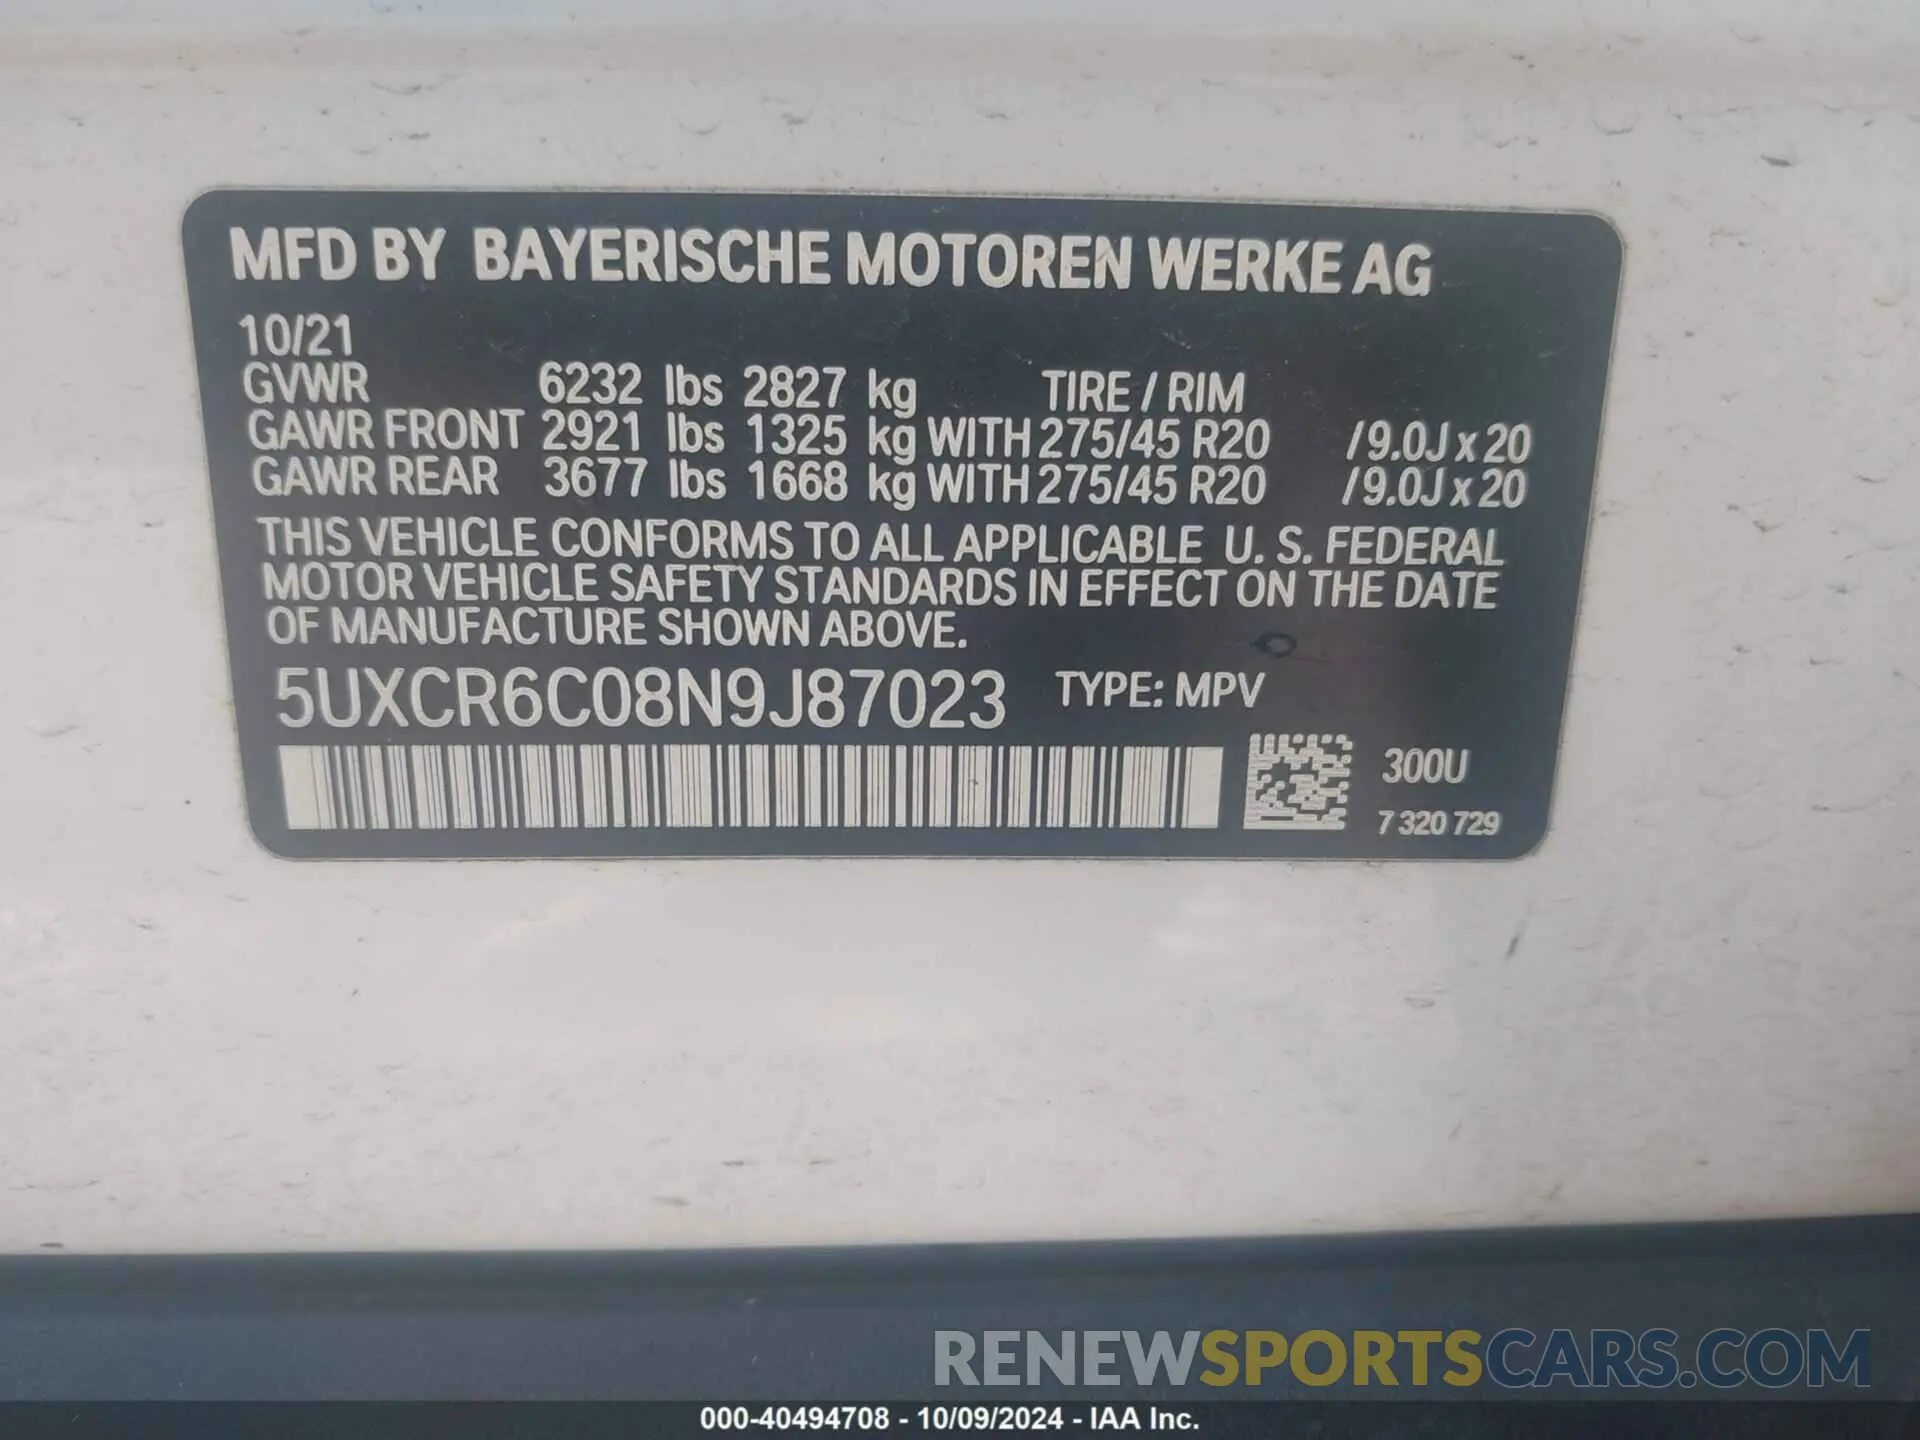 MFD BY BAYERISCHE MOTOREN WERKE AG
10/21
GVWR 6232 lbs 2827 kg TIRE / RIM
GAWR FRONT 2921 lbs 1325 kg WITH 275/45 R20 /9.0J x 20
GAWR REAR 3677 lbs 1668 kg WITH 275/45 R20 /9.0J x 20
THIS VEHICLE CONFORMS TO ALL APPLICABLE U. S. FEDERAL
MOTOR VEHICLE SAFETY STANDARDS IN EFFECT ON THE DATE
OF MANUFACTURE SHOWN ABOVE.
5UXCR6C08N9J87023 TYPE: MPV
300U
7 320 729
RENEWSPORTSCARS.COM
000-40494708 - 10/09/2024 - IAA Inc.